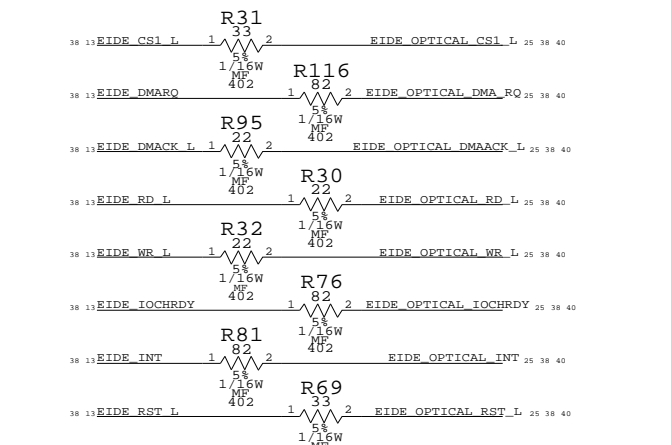 R31
33
38 13 EIDE_CS1_L 1 2 EIDE_OPTICAL_CS1_L 25 38 40
5%
1/16W
MF
402
R116
82
38 13 EIDE_DMARQ 1 2 EIDE_OPTICAL_DMA_RQ 25 38 40
5%
1/16W
MF
402
R95
22
38 13 EIDE_DMACK_L 1 2 EIDE_OPTICAL_DMAACK_L 25 38 40
5%
1/16W
MF
402
R30
22
38 13 EIDE_RD_L 1 2 EIDE_OPTICAL_RD_L 25 38 40
5%
1/16W
MF
402
R32
22
38 13 EIDE_WR_L 1 2 EIDE_OPTICAL_WR_L 25 38 40
5%
1/16W
MF
402
R76
82
38 13 EIDE_IOCHRDY 1 2 EIDE_OPTICAL_IOCHRDY 25 38 40
5%
1/16W
MF
402
R81
82
38 13 EIDE_INT 1 2 EIDE_OPTICAL_INT 25 38 40
5%
1/16W
MF
402
R69
33
38 13 EIDE_RST_L 1 2 EIDE_OPTICAL_RST_L 25 38 40
5%
1/16W
MF